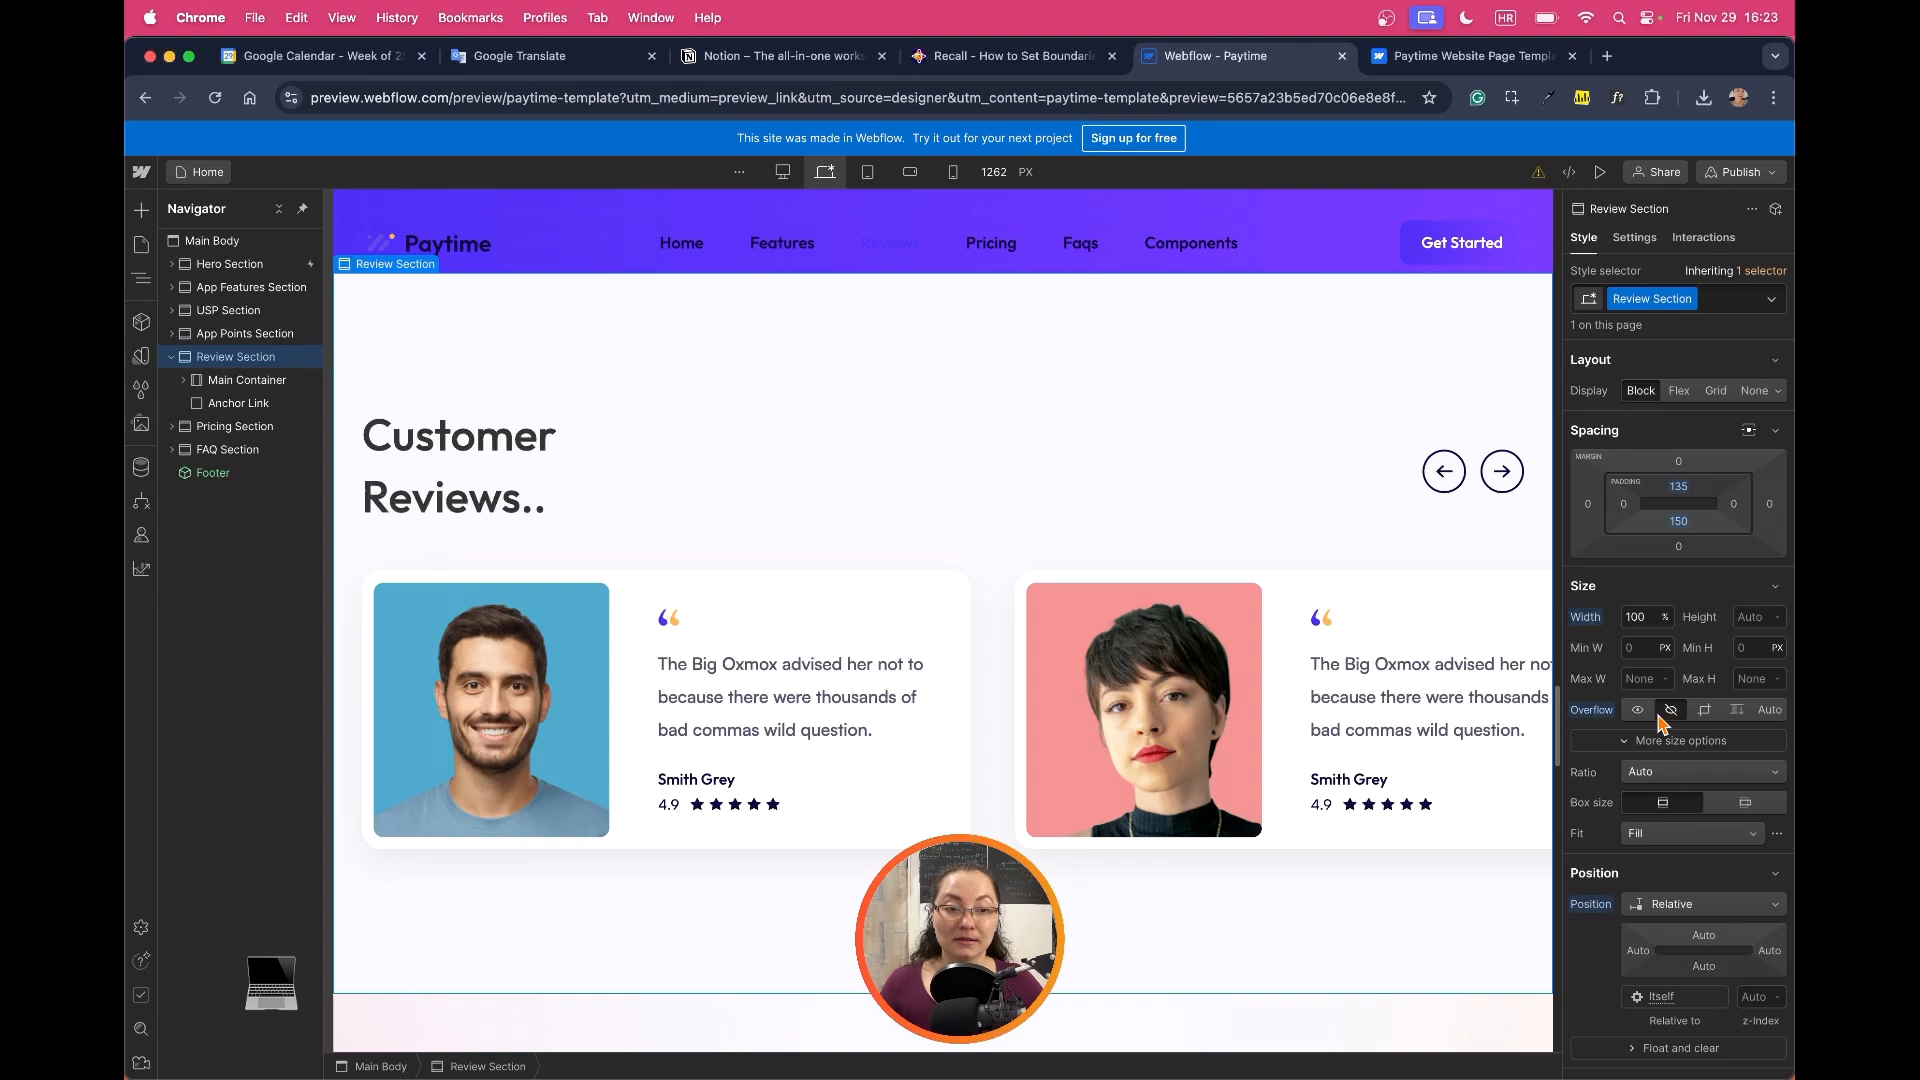 Chrome File Edit View History Bookmarks Profiles Tab Window Help
HR Fri Nov 29 16:23
Google Calendar - Week of 2
Google Translate
Notion – The all-in-one works
Recall - How to Set Boundarie
Webflow - Paytime
Paytime Website Page Templa
preview.webflow.com/preview/paytime-template?utm_medium=preview_link&utm_source=designer&utm_content=paytime-template&preview=5657a23b5ed70c06e8e8f...
This site was made in Webflow. Try it out for your next project Sign up for free
Home
1262 PX
Share
Publish
Navigator
Main Body
Hero Section
App Features Section
USP Section
App Points Section
Review Section
Main Container
Anchor Link
Pricing Section
FAQ Section
Footer
Paytime
Home Features Reviews Pricing Faqs Components
Get Started
Review Section
Customer
Reviews..
The Big Oxmox advised her not to
because there were thousands of
bad commas wild question.
Smith Grey
4.9
The Big Oxmox advised her not
because there were thousands
bad commas wild question.
Smith Grey
4.9
Main Body Review Section
Review Section
Style Settings Interactions
Style selector Inheriting 1 selector
Review Section
1 on this page
Layout
Display Block Flex Grid None
Spacing
MARGIN 0
PADDING 135
0 0 0 0
150
0
Size
Width 100 % Height Auto -
Min W 0 PX Min H 0 PX
Max W None - Max H None -
Overflow Auto
More size options
Ratio Auto
Box size
Fit Fill
Position
Position Relative
Auto
Auto Auto
Auto
Itself Auto -
Relative to z-Index
Float and clear